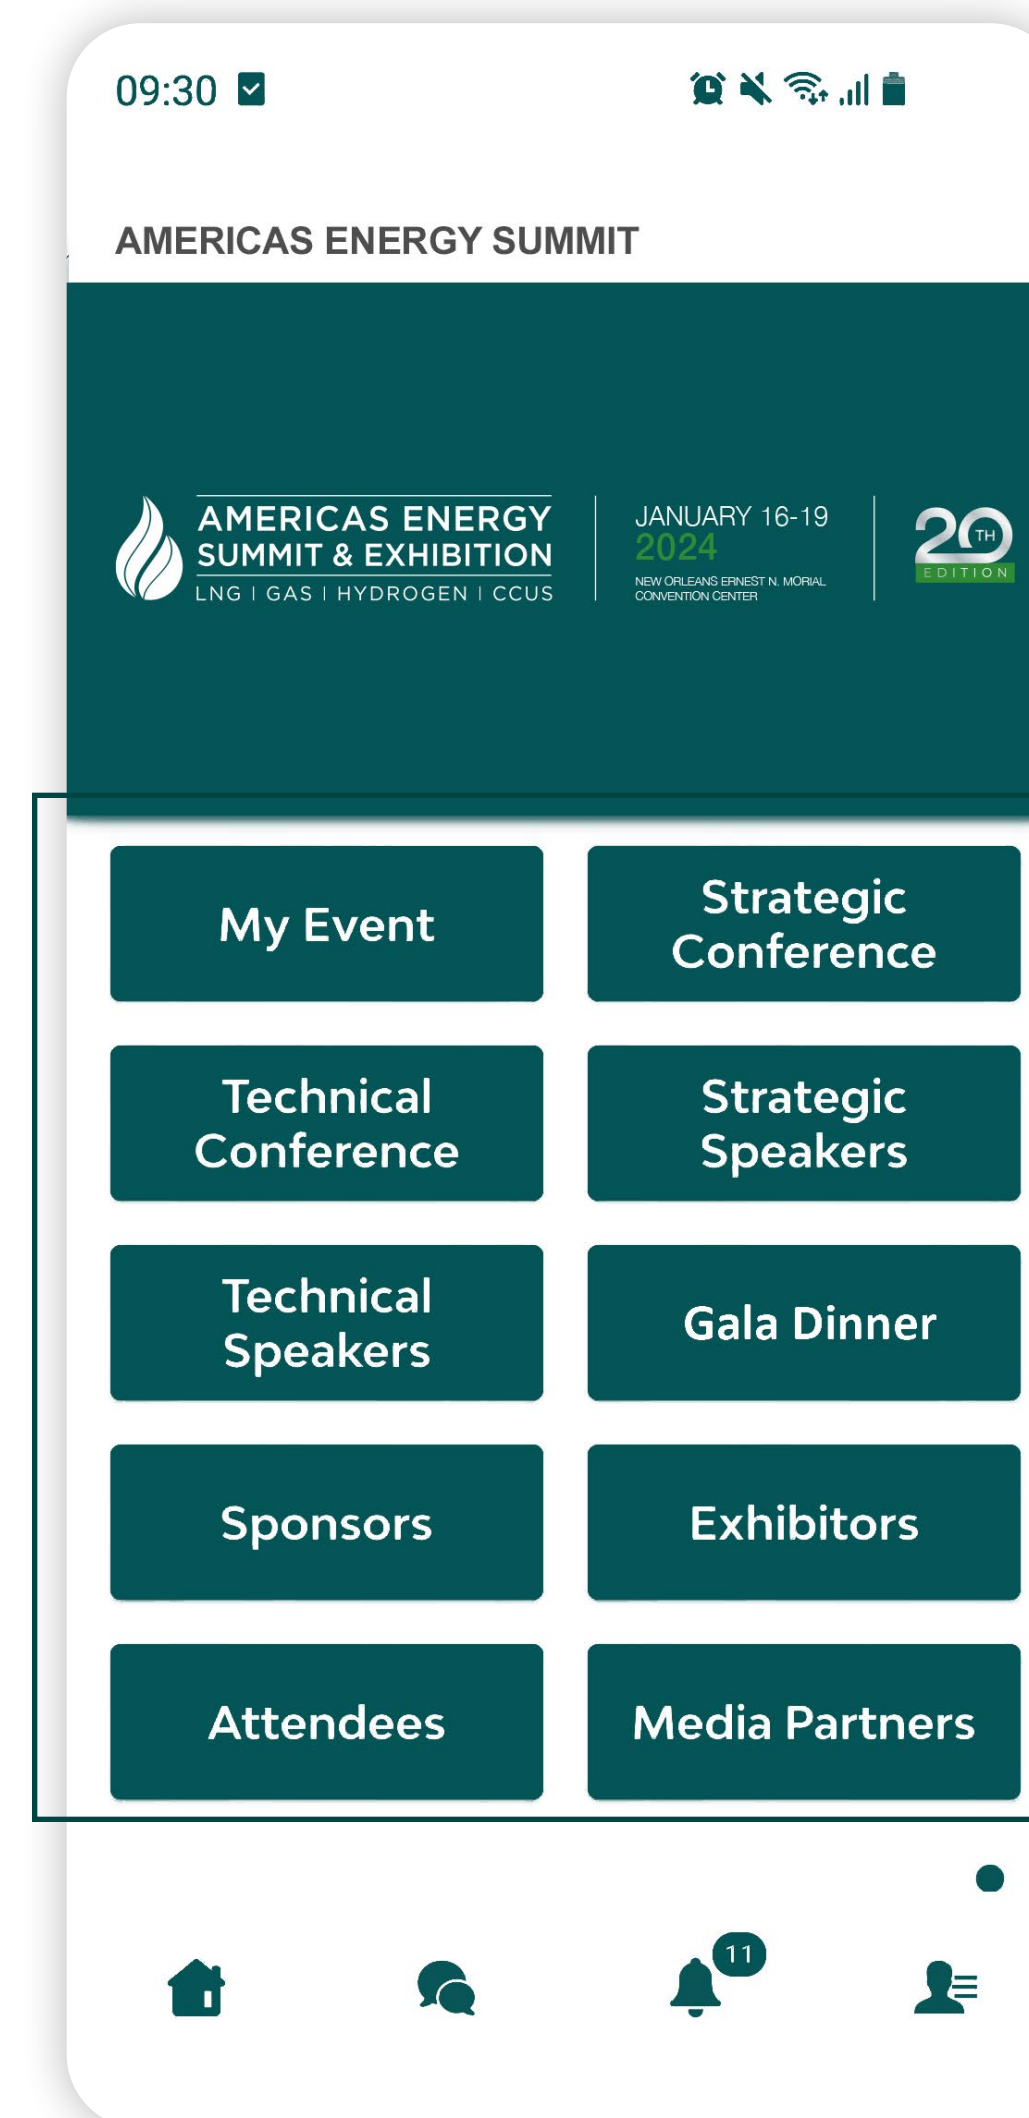 09:30
AMERICAS ENERGY SUMMIT
AMERICAS ENERGY
SUMMIT & EXHIBITION
LNG | GAS | HYDROGEN | CCUS
JANUARY 16-19
2024
NEW ORLEANS ERNEST N. MORIAL
CONVENTION CENTER
20TH
EDITION
My Event
Strategic
Conference
Technical
Conference
Strategic
Speakers
Technical
Speakers
Gala Dinner
Sponsors
Exhibitors
Attendees
Media Partners
11